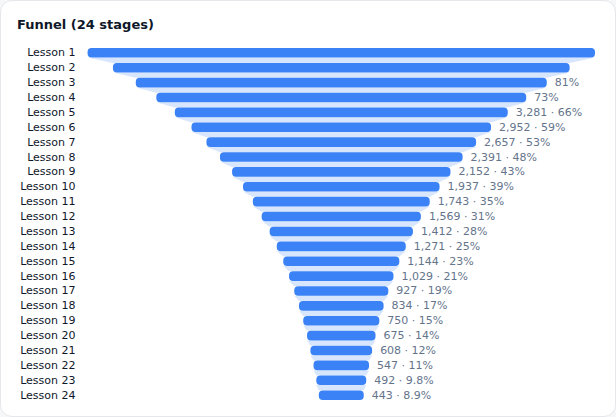 Funnel (24 stages)
Lesson 1
Lesson 2
Lesson 3 81%
Lesson 4 73%
Lesson 5 3,281 · 66%
Lesson 6 2,952 · 59%
Lesson 7 2,657 · 53%
Lesson 8 2,391 · 48%
Lesson 9 2,152 · 43%
Lesson 10 1,937 · 39%
Lesson 11 1,743 · 35%
Lesson 12 1,569 · 31%
Lesson 13 1,412 · 28%
Lesson 14 1,271 · 25%
Lesson 15 1,144 · 23%
Lesson 16 1,029 · 21%
Lesson 17 927 · 19%
Lesson 18 834 · 17%
Lesson 19 750 · 15%
Lesson 20 675 · 14%
Lesson 21 608 · 12%
Lesson 22 547 · 11%
Lesson 23 492 · 9.8%
Lesson 24 443 · 8.9%